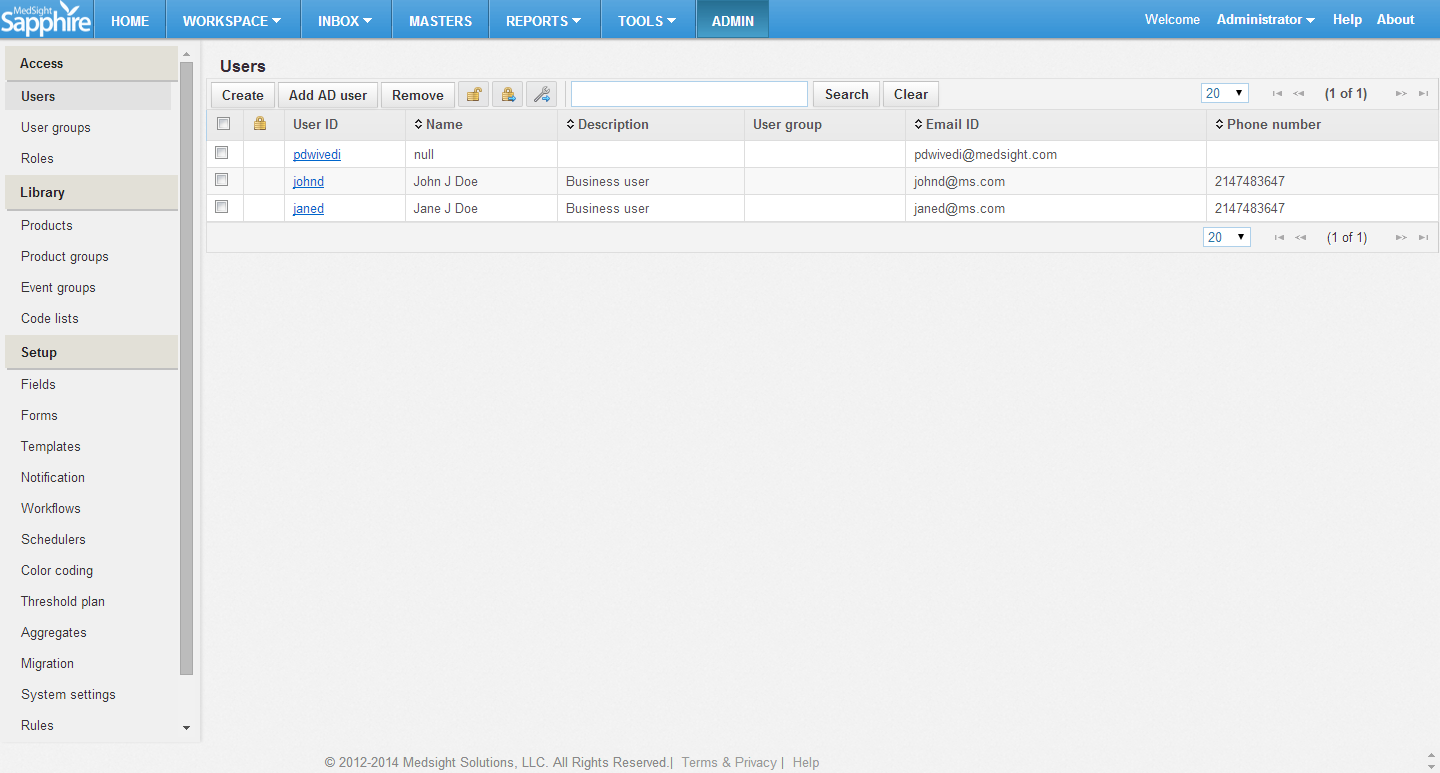 MedSight
Sapphire
HOME WORKSPACE INBOX MASTERS REPORTS TOOLS ADMIN Welcome Administrator Help About
Access
Users
User groups
Roles
Library
Products
Product groups
Event groups
Code lists
Setup
Fields
Forms
Templates
Notification
Workflows
Schedulers
Color coding
Threshold plan
Aggregates
Migration
System settings
Rules
Users
Create Add AD user Remove Search Clear 20 (1 of 1)
User ID Name Description User group Email ID Phone number
pdwivedi null pdwivedi@medsight.com
johnd John J Doe Business user johnd@ms.com 2147483647
janed Jane J Doe Business user janed@ms.com 2147483647
20 (1 of 1)
© 2012-2014 Medsight Solutions, LLC. All Rights Reserved.| Terms & Privacy | Help